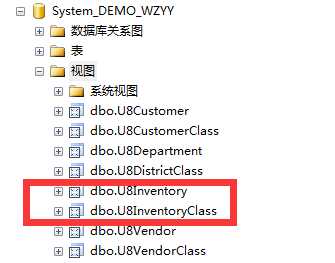 System_DEMO_WZYY
数据库关系图
表
视图
系统视图
dbo.U8Customer
dbo.U8CustomerClass
dbo.U8Department
dbo.U8DistrictClass
dbo.U8Inventory
dbo.U8InventoryClass
dbo.U8Vendor
dbo.U8VendorClass